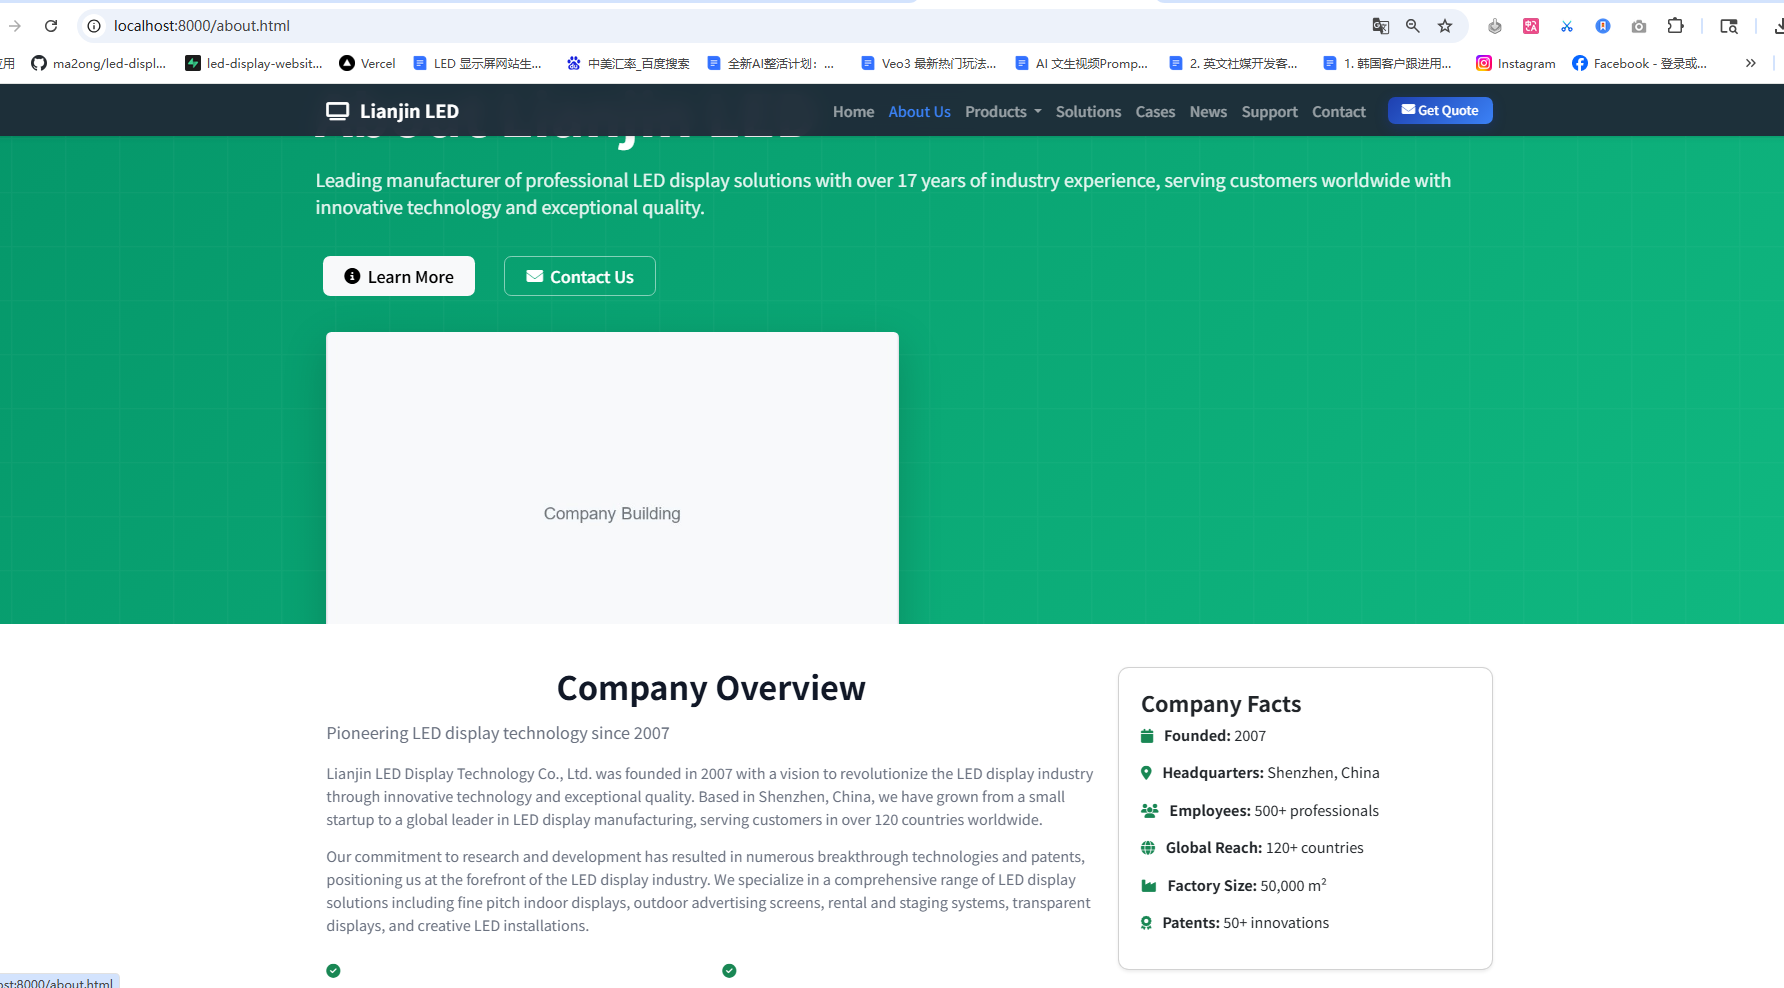 localhost:8000/about.html
应用 ma2ong/led-displ... led-display-websit... Vercel LED 显示屏网站生... 中美汇率_百度搜索 全新AI整活计划：... Veo3 最新热门玩法... AI 文生视频Promp... 2. 英文社媒开发客... 1. 韩国客户跟进用... Instagram Facebook - 登录或... »
Lianjin LED Home About Us Products Solutions Cases News Support Contact Get Quote
About Lianjin LED
Leading manufacturer of professional LED display solutions with over 17 years of industry experience, serving customers worldwide with
innovative technology and exceptional quality.
Learn More Contact Us
Company Building
Company Overview
Pioneering LED display technology since 2007
Lianjin LED Display Technology Co., Ltd. was founded in 2007 with a vision to revolutionize the LED display industry
through innovative technology and exceptional quality. Based in Shenzhen, China, we have grown from a small
startup to a global leader in LED display manufacturing, serving customers in over 120 countries worldwide.
Our commitment to research and development has resulted in numerous breakthrough technologies and patents,
positioning us at the forefront of the LED display industry. We specialize in a comprehensive range of LED display
solutions including fine pitch indoor displays, outdoor advertising screens, rental and staging systems, transparent
displays, and creative LED installations.
Company Facts
Founded: 2007
Headquarters: Shenzhen, China
Employees: 500+ professionals
Global Reach: 120+ countries
Factory Size: 50,000 m²
Patents: 50+ innovations
ost:8000/about.html